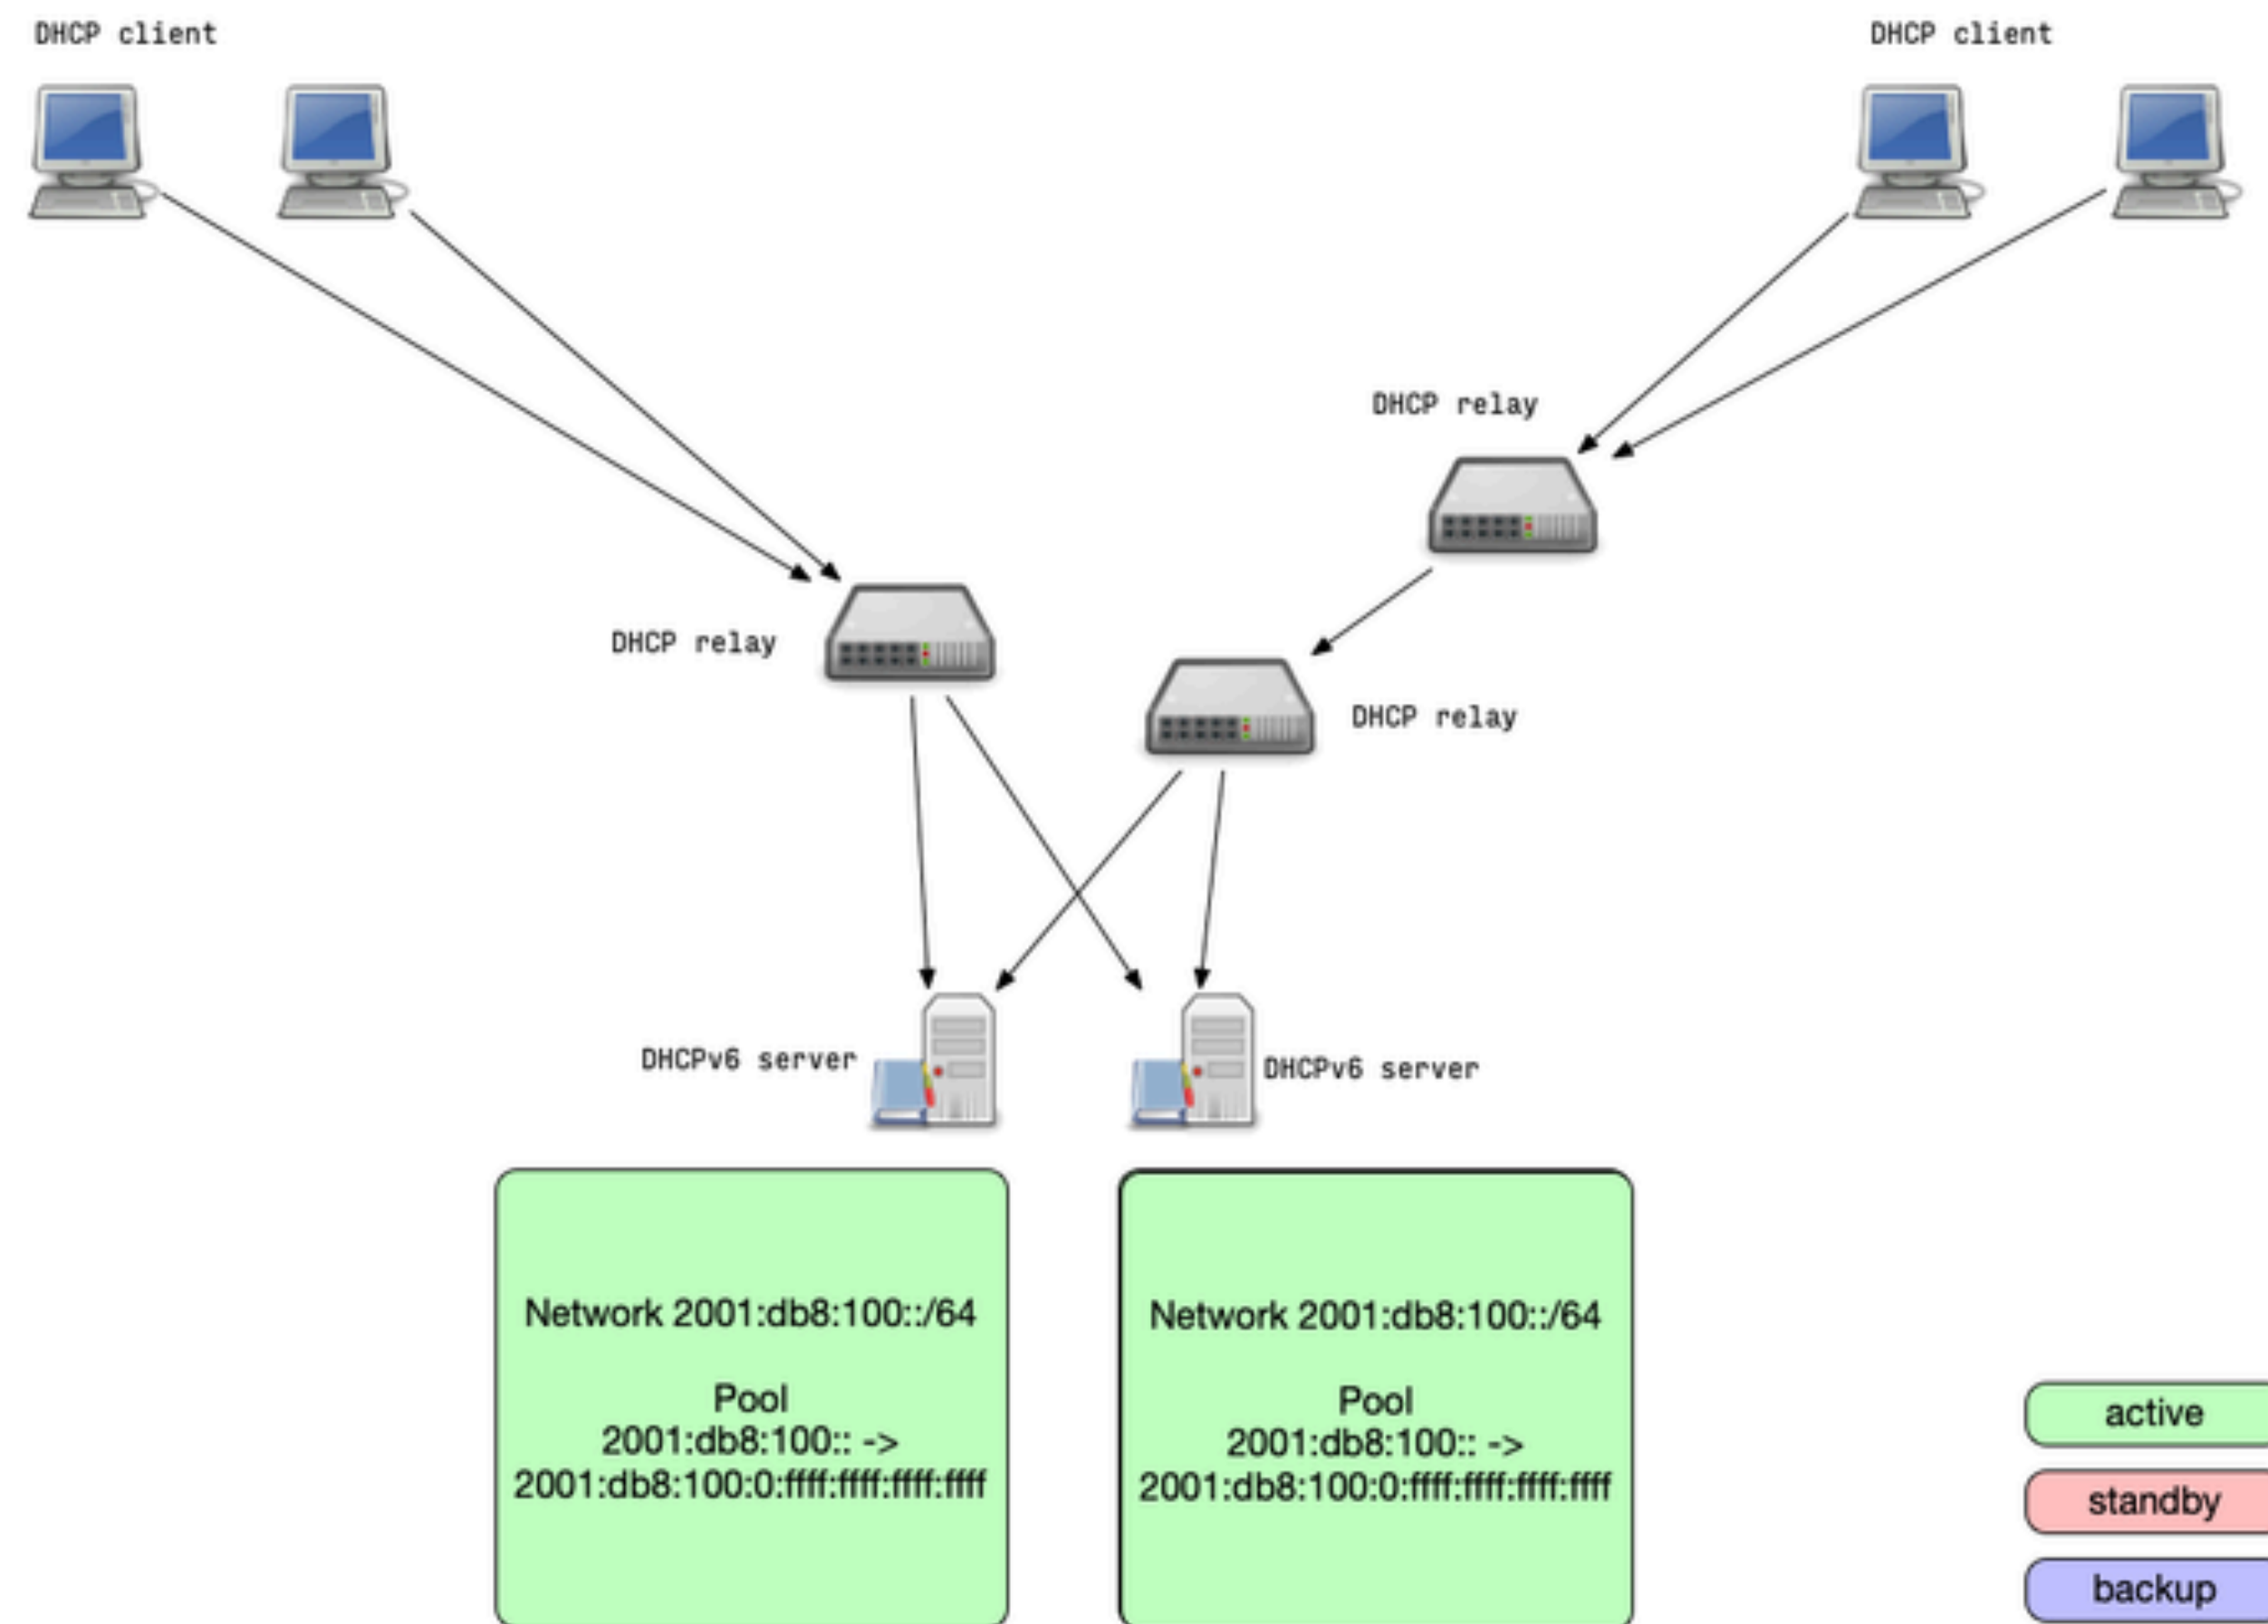 DHCP client
DHCP client
DHCP relay
DHCP relay
DHCP relay
DHCPv6 server
DHCPv6 server
Network 2001:db8:100::/64
Pool
2001:db8:100:: ->
2001:db8:100:0:ffff:ffff:ffff:ffff
Network 2001:db8:100::/64
Pool
2001:db8:100:: ->
2001:db8:100:0:ffff:ffff:ffff:ffff
active
standby
backup